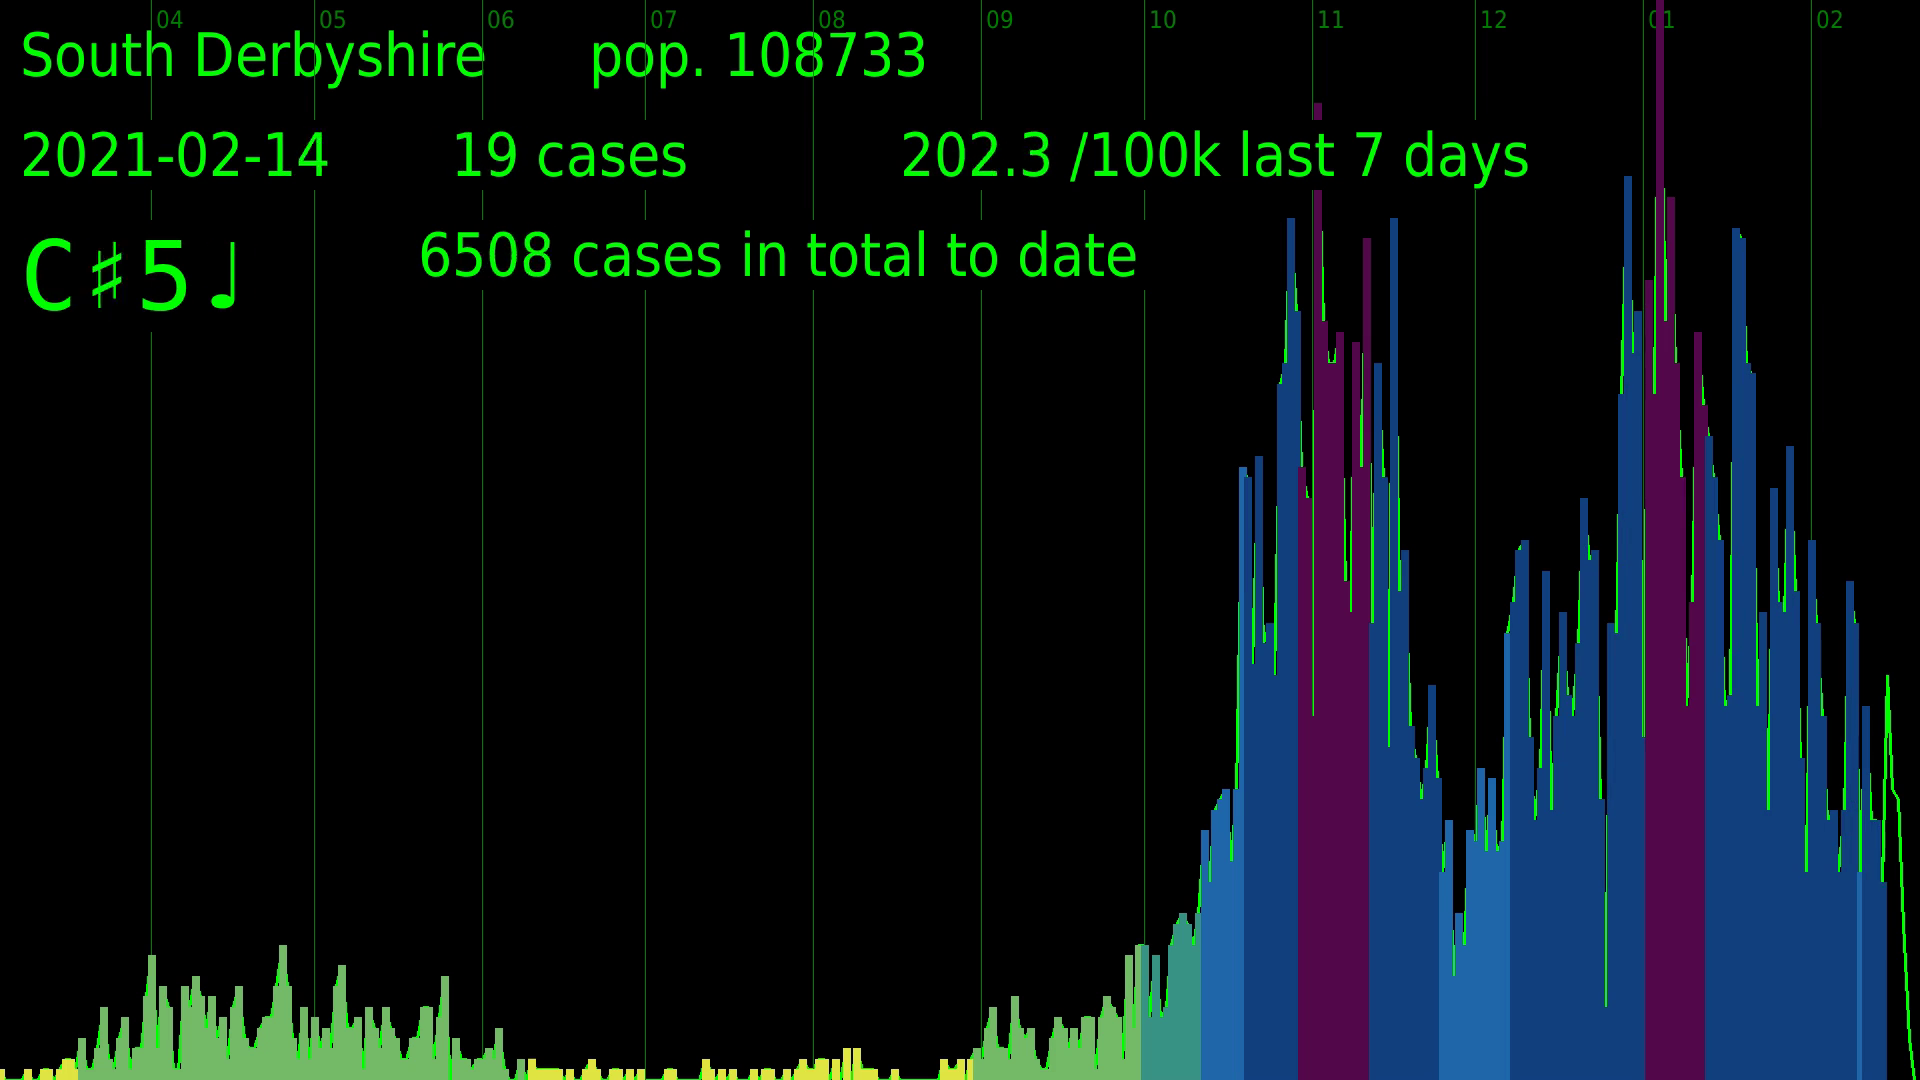 04 05 06 07 08 09 10 11 12 01 02
South Derbyshire pop. 108733
2021-02-14 19 cases 202.3 /100k last 7 days
C♯5♩ 6508 cases in total to date